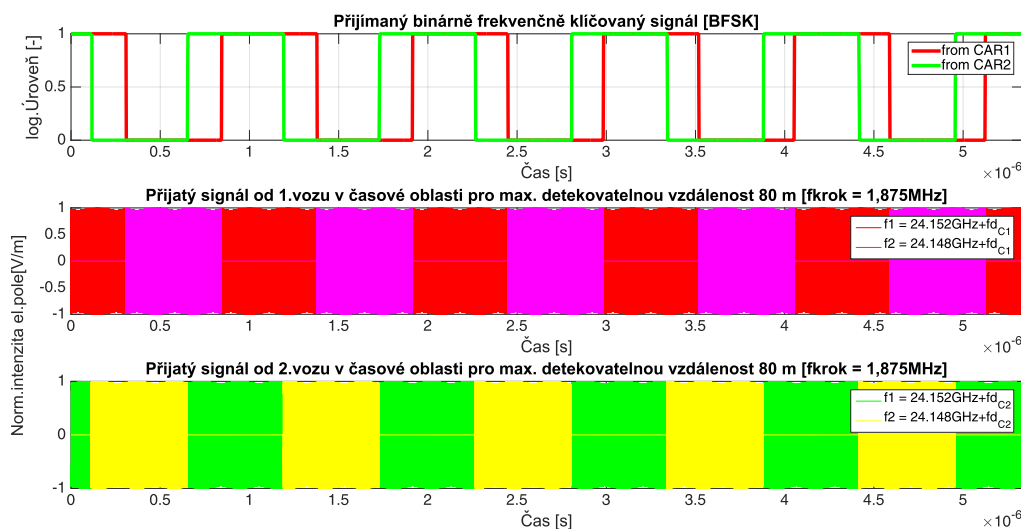 Přijímaný binárně frekvenčně klíčovaný signál [BFSK]
log.Úroveň [-]
1
0.5
0
from CAR1
from CAR2
0 0.5 1 1.5 2 2.5 3 3.5 4 4.5 5
Čas [s]
×10-6
Přijatý signál od 1.vozu v časové oblasti pro max. detekovatelnou vzdálenost 80 m [fkrok = 1,875MHz]
Norm.intenzita el.pole[V/m]
1
0.5
0
-0.5
-1
f1 = 24.152GHz+fdC1
f2 = 24.148GHz+fdC1
0 0.5 1 1.5 2 2.5 3 3.5 4 4.5 5
Čas [s]
×10-6
Přijatý signál od 2.vozu v časové oblasti pro max. detekovatelnou vzdálenost 80 m [fkrok = 1,875MHz]
1
0
-1
f1 = 24.152GHz+fdC2
f2 = 24.148GHz+fdC2
0 0.5 1 1.5 2 2.5 3 3.5 4 4.5 5
Čas [s]
×10-6